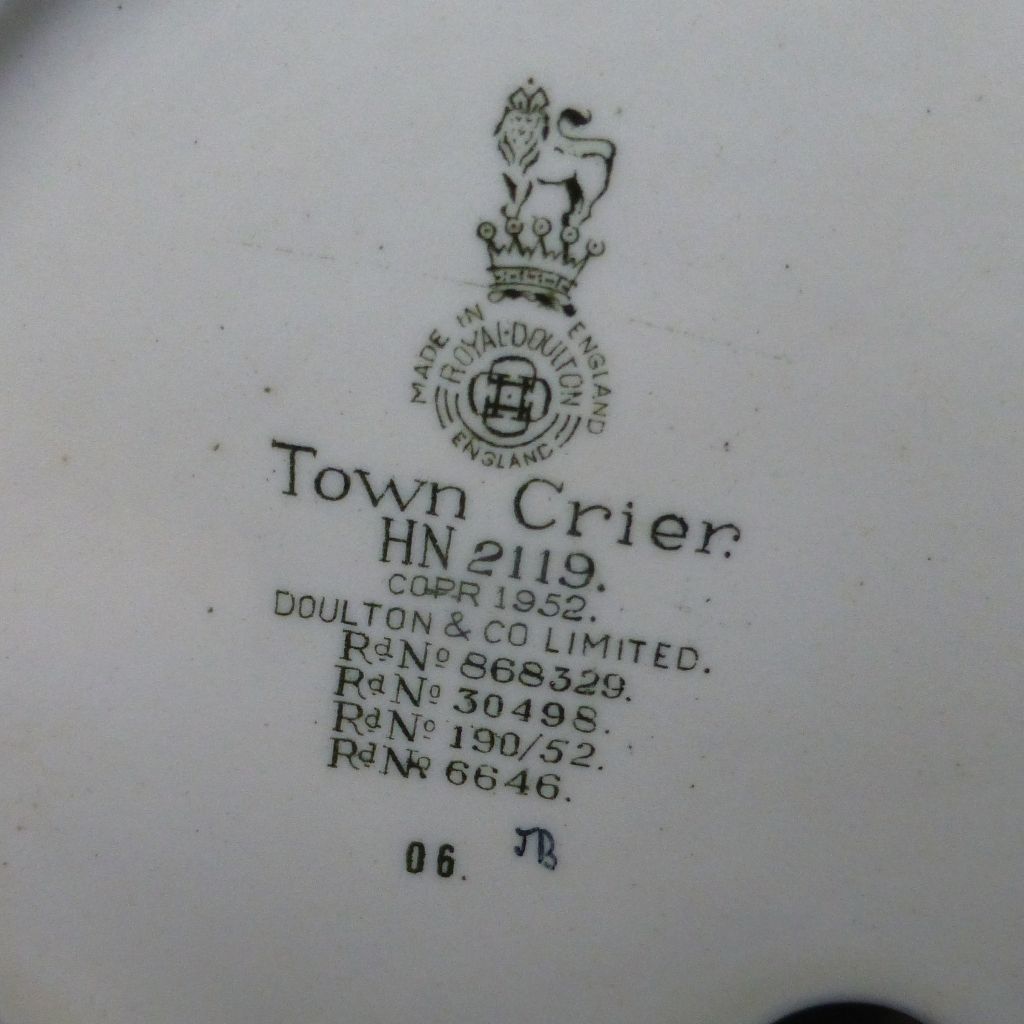 MADE IN ENGLAND
ROYAL·DOULTON
ENGLAND
Town Crier.
HN 2119.
COPR 1952.
DOULTON & CO LIMITED.
Rd Nº 868329.
Rd Nº 30498.
Rd Nº 190/52.
Rd Nº 6646.
06. JB